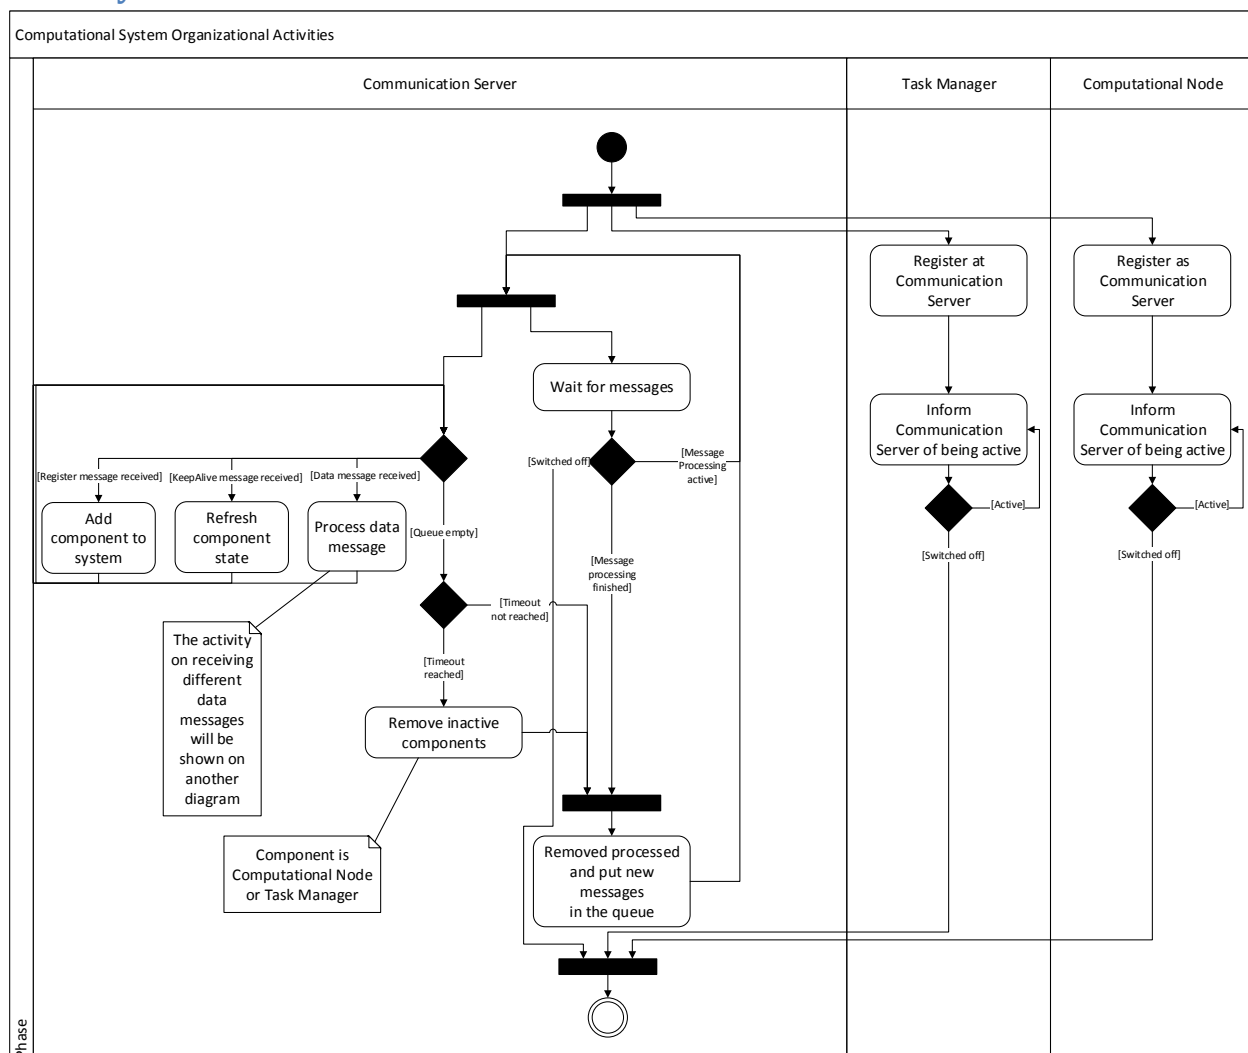 Computational System Organizational Activities
Communication Server
Task Manager
Computational Node
Register at
Communication
Server
Register as
Communication
Server
Wait for messages
Inform
Communication
Server of being active
Inform
Communication
Server of being active
[Switched off]
[Message
Processing
active]
[Register message received]
[KeepAlive message received]
[Data message received]
[Active]
[Active]
Add
component to
system
Refresh
component
state
Process data
message
[Queue empty]
[Switched off]
[Switched off]
[Message
processing
finished]
[Timeout
not reached]
The activity
on receiving
different
data
messages
will be
shown on
another
diagram
[Timeout
reached]
Remove inactive
components
Component is
Computational Node
or Task Manager
Removed processed
and put new
messages
in the queue
Phase